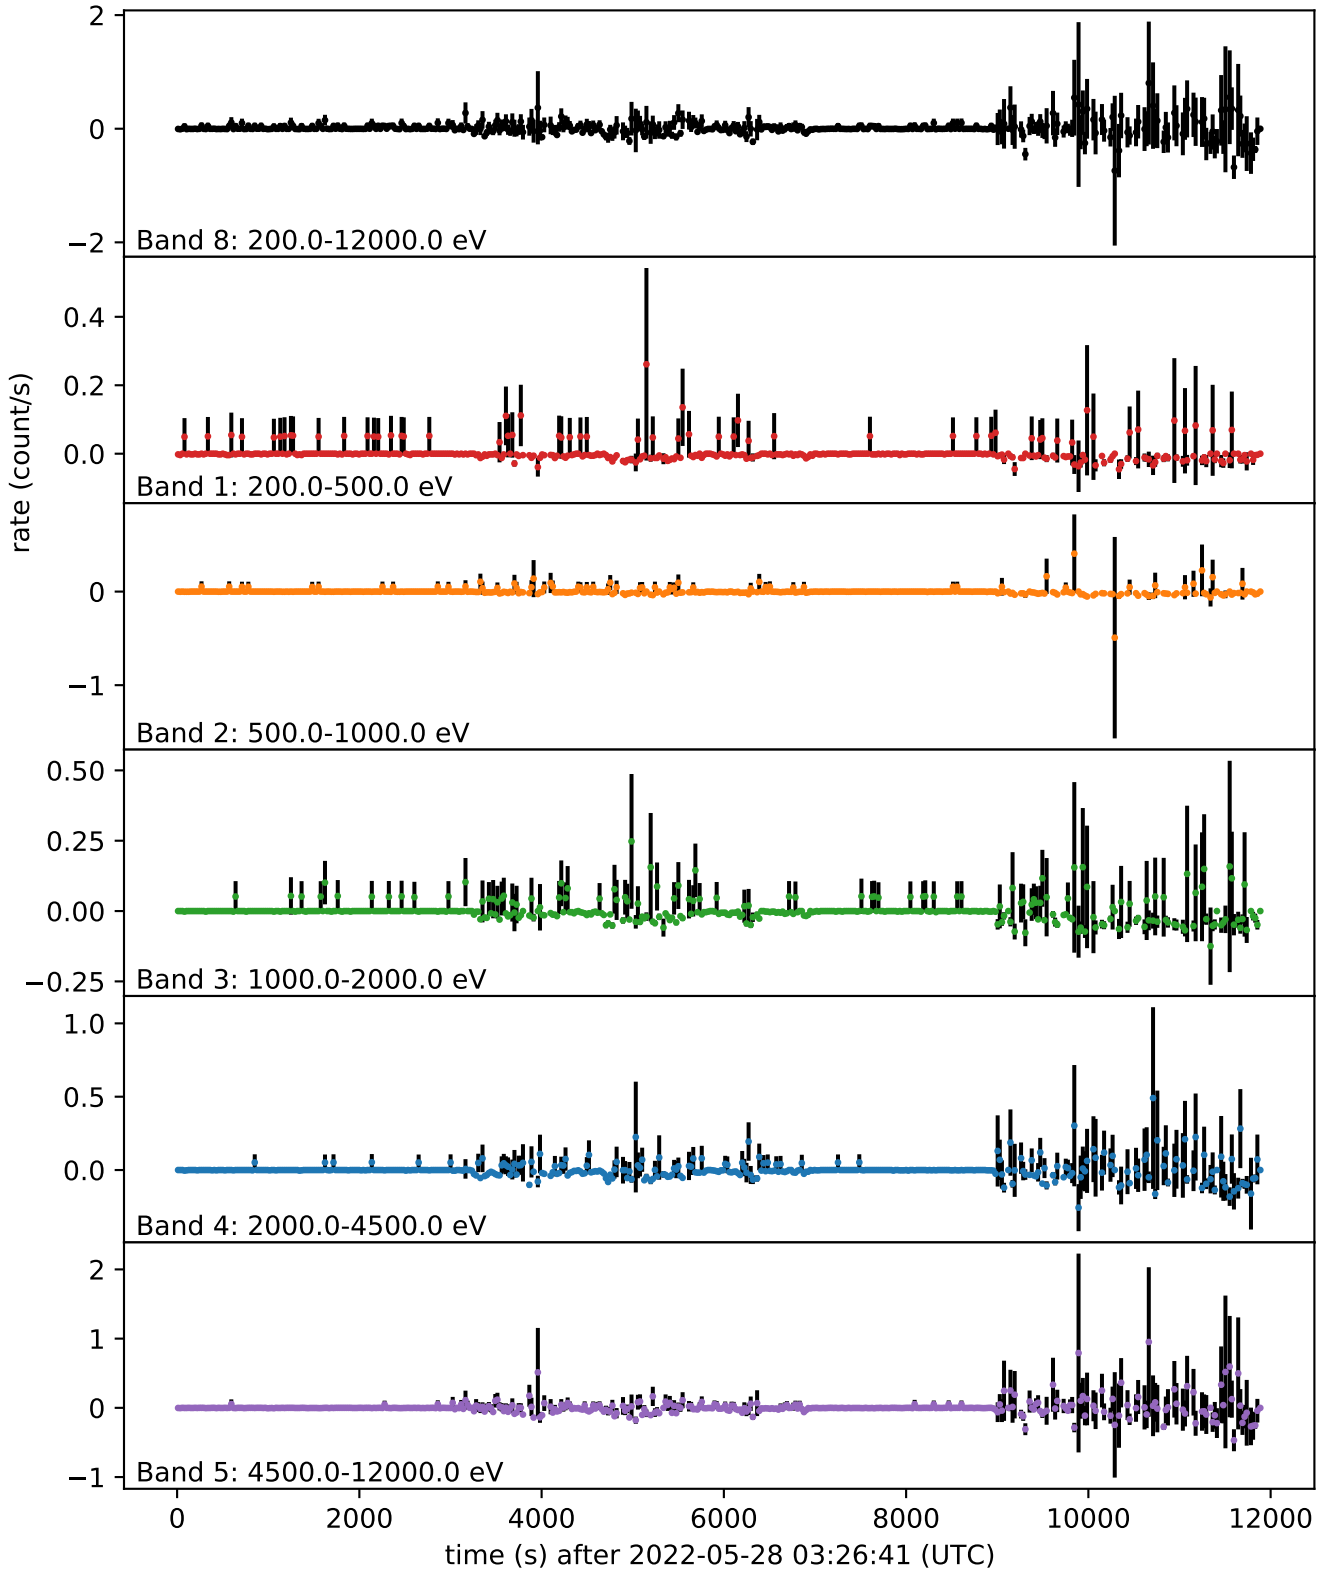 2
0
−2
Band 8: 200.0-12000.0 eV
0.4
0.2
0.0
Band 1: 200.0-500.0 eV
rate (count/s)
0
−1
Band 2: 500.0-1000.0 eV
0.50
0.25
0.00
−0.25
Band 3: 1000.0-2000.0 eV
1.0
0.5
0.0
Band 4: 2000.0-4500.0 eV
2
1
0
−1
Band 5: 4500.0-12000.0 eV
0 2000 4000 6000 8000 10000 12000
time (s) after 2022-05-28 03:26:41 (UTC)